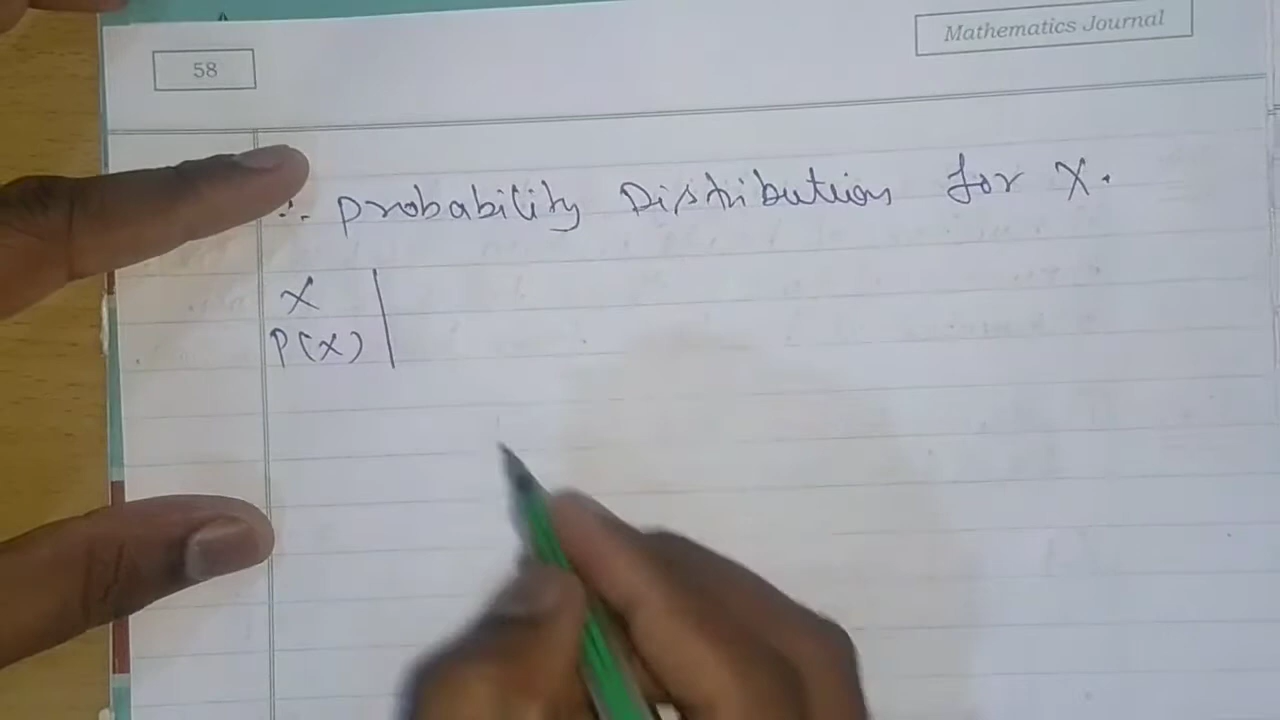 58
Mathematics Journal
∴ Probability Distribution for X.
X
P(X)